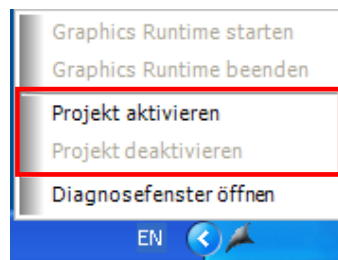 Graphics Runtime starten
Graphics Runtime beenden
Projekt aktivieren
Projekt deaktivieren
Diagnosefenster öffnen
EN